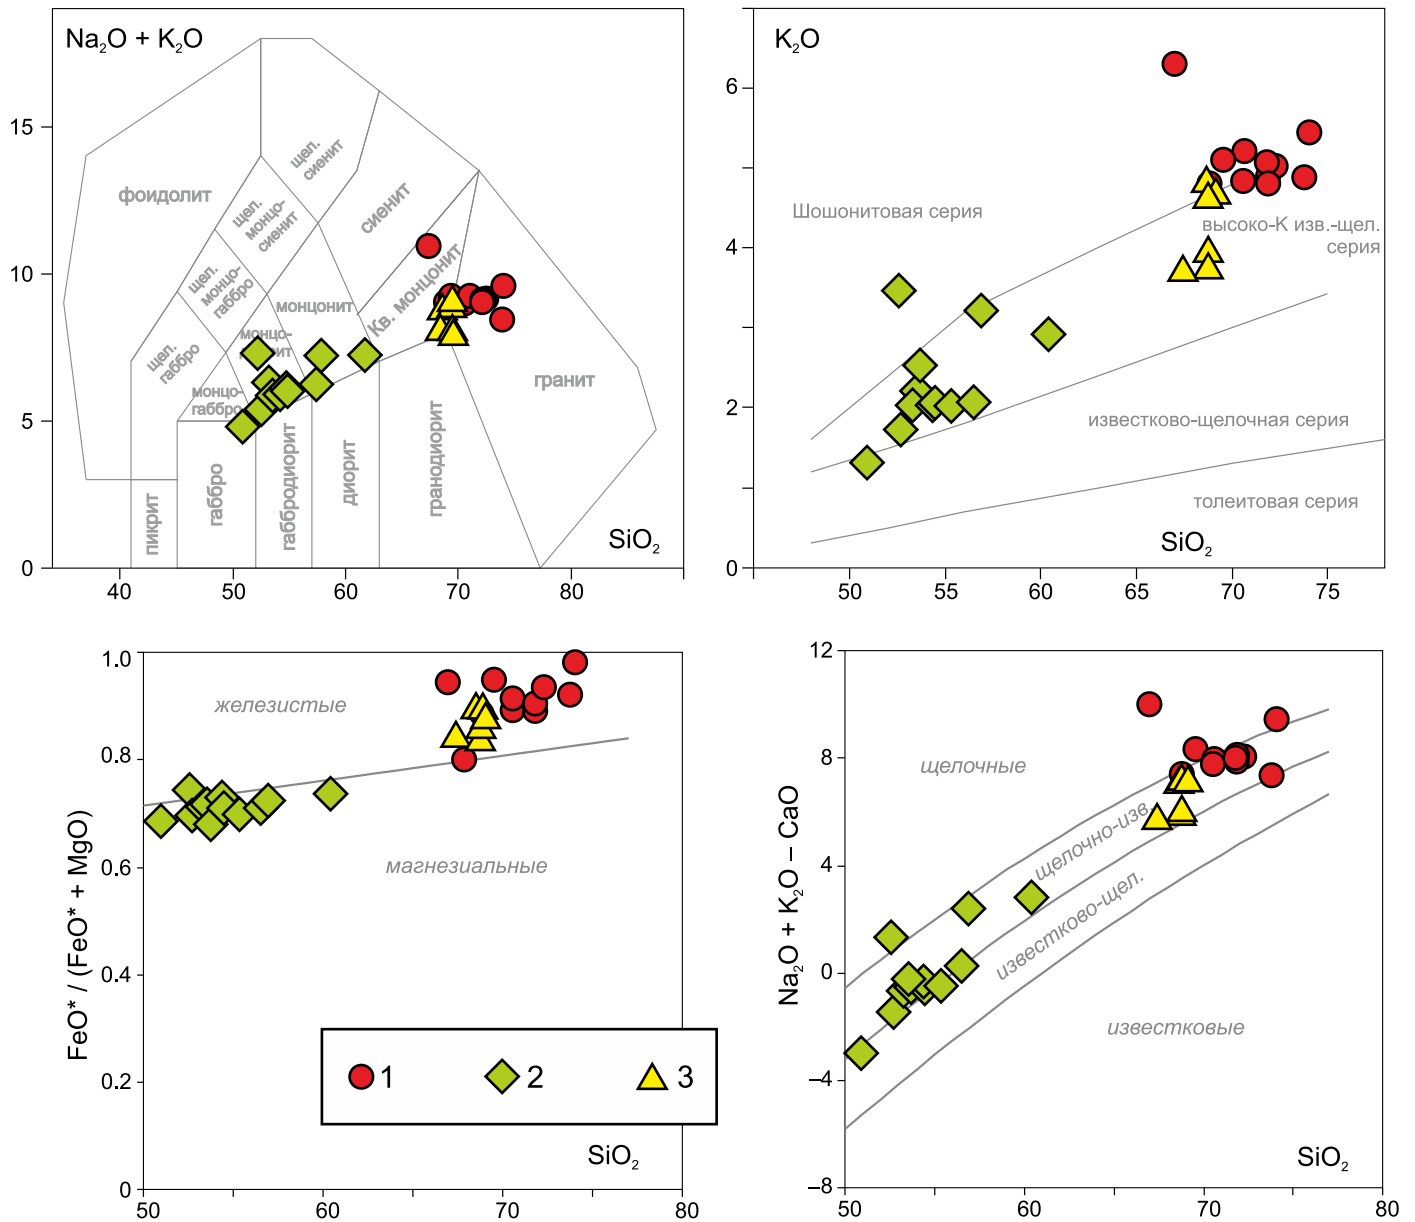 Na₂O + K₂O
15
10
5
0
40
50
60
70
80
SiO₂
фоидолит
щел.
сиенит
сиенит
щел.
монцо-
сиенит
щел.
монцо-
габбро
монцонит
Кв. монцонит
щел.
габбро
монцо-
габбро
гранит
пикрит
габбро
габбродиорит
диорит
гранодиорит
K₂O
6
4
2
0
50
55
60
65
70
75
SiO₂
Шошонитовая серия
высоко-К изв.-щел.
серия
известково-щелочная серия
толеитовая серия
FeO* / (FeO* + MgO)
1.0
0.8
0.6
0.4
0.2
0
50
60
70
80
SiO₂
железистые
магнезиальные
1
2
3
Na₂O + K₂O – CaO
12
8
4
0
–4
–8
50
60
70
80
SiO₂
щелочные
щелочно-изв.
известково-щел.
известковые